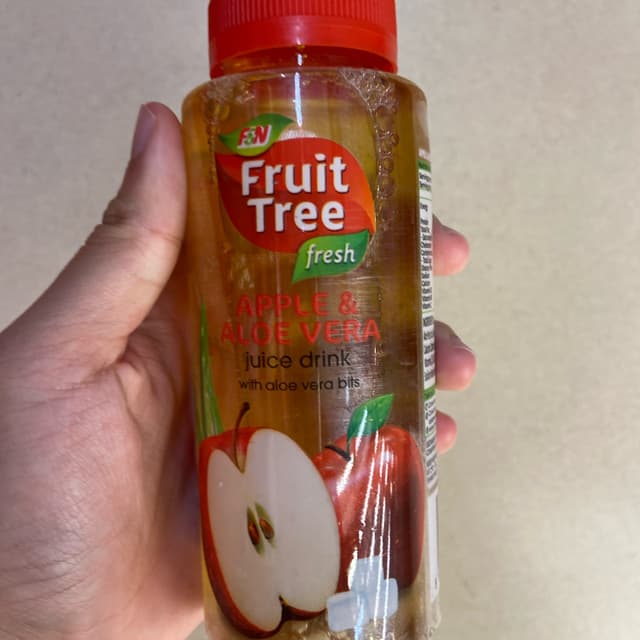 F&N
Fruit
Tree
fresh
APPLE &
ALOE VERA
juice drink
with aloe vera bits